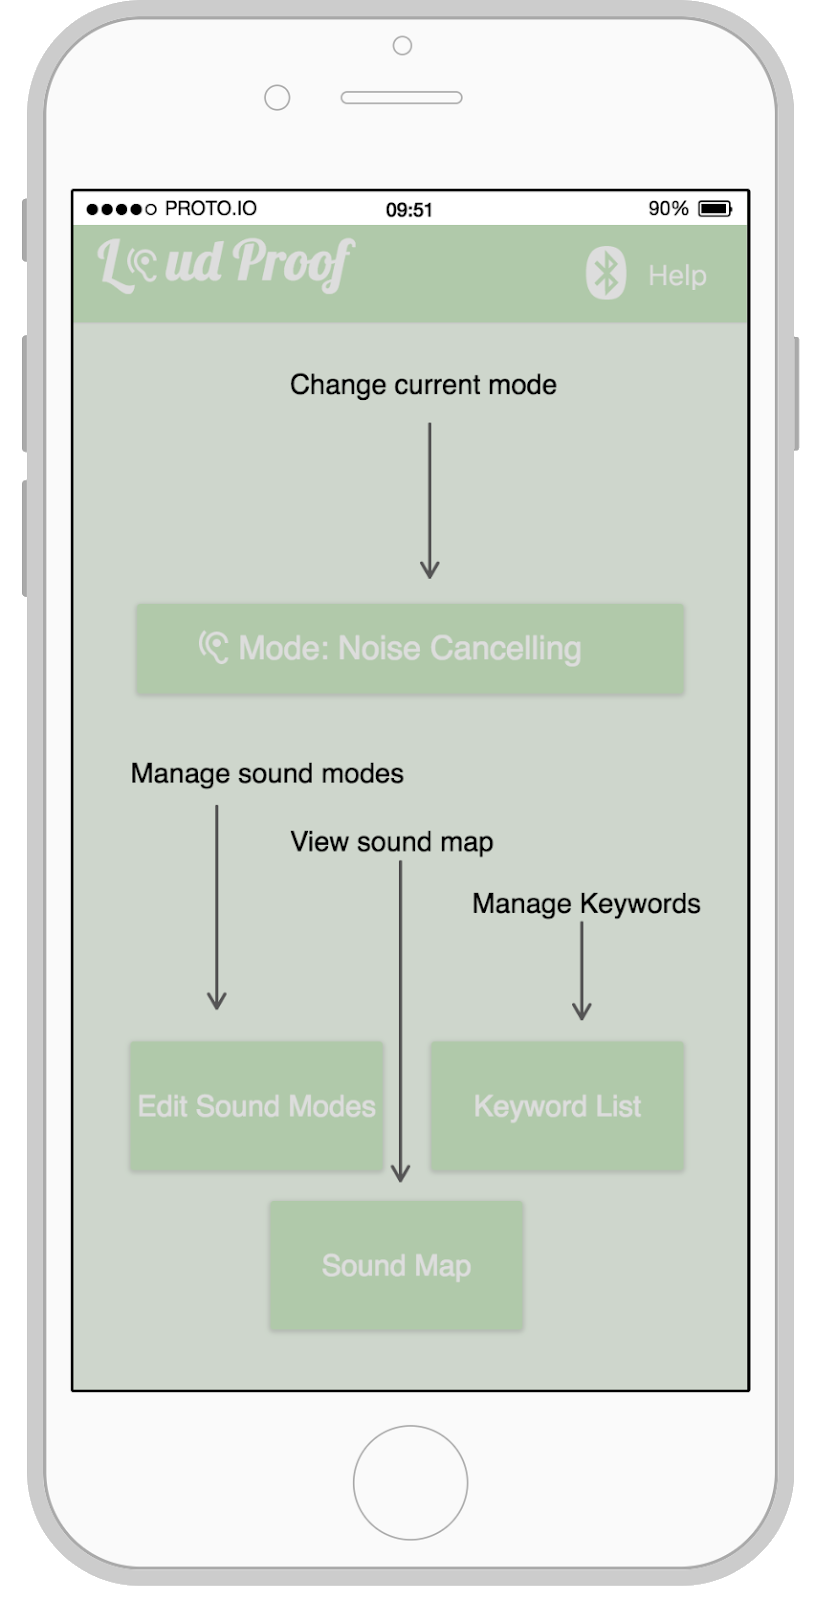 PROTO.IO 09:51 90%
Loud Proof Help
Change current mode
Mode: Noise Cancelling
Manage sound modes
View sound map
Manage Keywords
Edit Sound Modes Keyword List
Sound Map